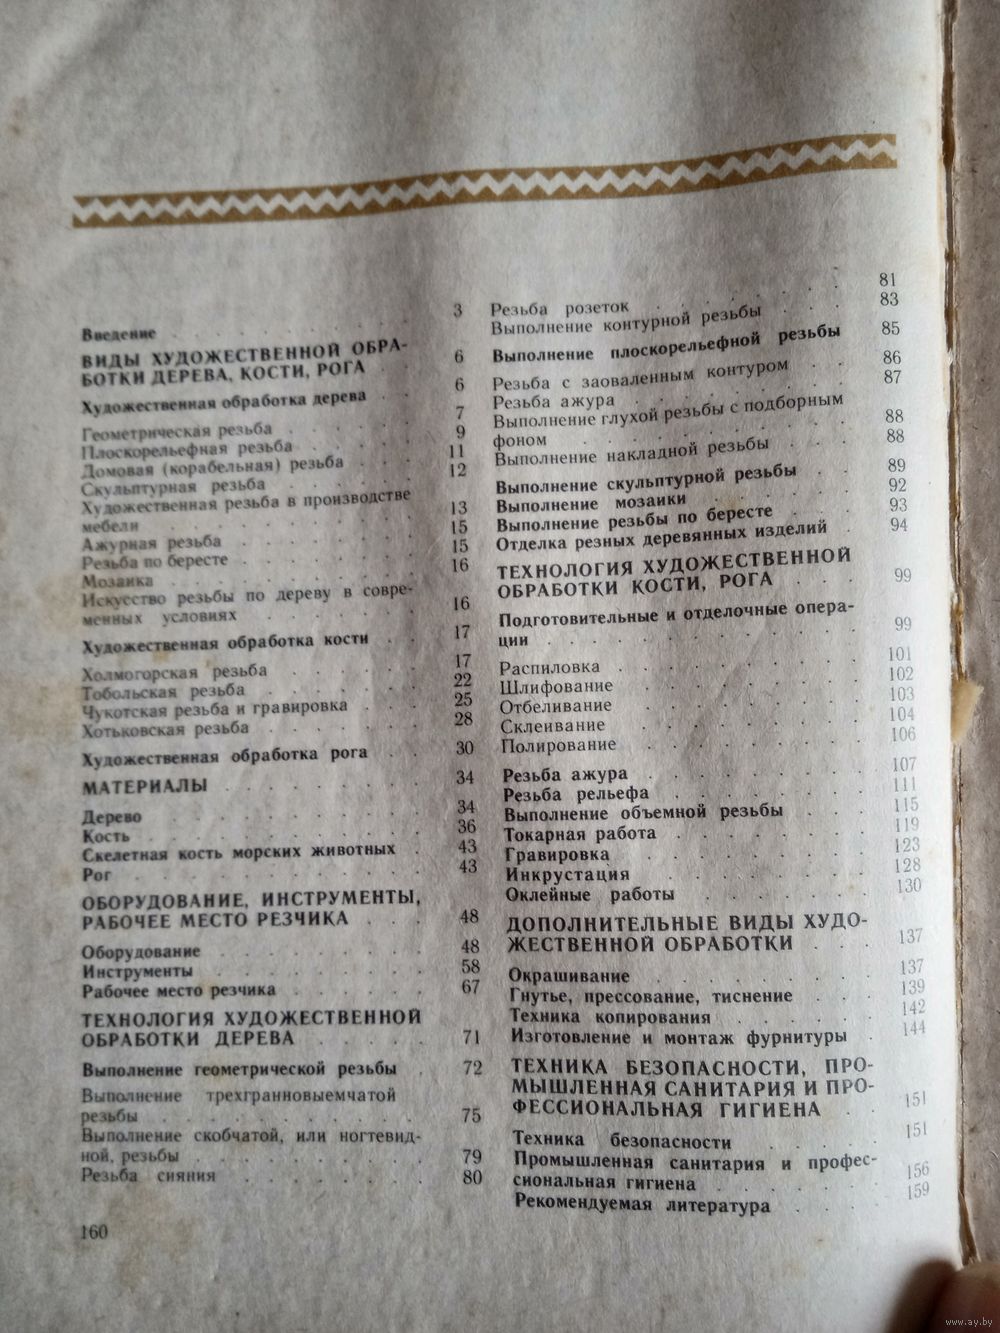 Введение . . . . . . . . . 3
ВИДЫ ХУДОЖЕСТВЕННОЙ ОБРА-
БОТКИ ДЕРЕВА, КОСТИ, РОГА . . 6
Художественная обработка дерева . . 6
Геометрическая резьба . . . . . . 7
Плоскорельефная резьба . . . . . 9
Домовая (корабельная) резьба . . . 11
Скульптурная резьба . . . . . . 12
Художественная резьба в производстве
мебели . . . . . . . . . 13
Ажурная резьба . . . . . . . 15
Резьба по бересте . . . . . . . 15
Мозаика . . . . . . . . . 16
Искусство резьбы по дереву в совре-
менных условиях . . . . . . 16
Художественная обработка кости . . 17
Холмогорская резьба . . . . . . 17
Тобольская резьба . . . . . . 22
Чукотская резьба и гравировка . . . 25
Хотьковская резьба . . . . . . 28
Художественная обработка рога . . 30
МАТЕРИАЛЫ . . . . . . . 34
Дерево . . . . . . . . . 34
Кость . . . . . . . . . 36
Скелетная кость морских животных . 43
Рог . . . . . . . . . . 43
ОБОРУДОВАНИЕ, ИНСТРУМЕНТЫ,
РАБОЧЕЕ МЕСТО РЕЗЧИКА . . . 48
Оборудование . . . . . . . . 48
Инструменты . . . . . . . . 58
Рабочее место резчика . . . . . 67
ТЕХНОЛОГИЯ ХУДОЖЕСТВЕННОЙ
ОБРАБОТКИ ДЕРЕВА . . . . . 71
Выполнение геометрической резьбы . 72
Выполнение трехгранновыемчатой
резьбы . . . . . . . . . 75
Выполнение скобчатой, или ногтевид-
ной, резьбы . . . . . . . . 79
Резьба сияния . . . . . . . 80
160
Резьба розеток . . . . . . . 81
Выполнение контурной резьбы . . . 83
Выполнение плоскорельефной резьбы 85
Резьба с заоваленным контуром . . 86
Резьба ажура . . . . . . . . 87
Выполнение глухой резьбы с подборным
фоном . . . . . . . . . 88
Выполнение накладной резьбы . . . 88
Выполнение скульптурной резьбы . . 89
Выполнение мозаики . . . . . . 92
Выполнение резьбы по бересте . . . 93
Отделка резных деревянных изделий . 94
ТЕХНОЛОГИЯ ХУДОЖЕСТВЕННОЙ
ОБРАБОТКИ КОСТИ, РОГА . . . 99
Подготовительные и отделочные опера-
ции . . . . . . . . . . 99
Распиловка . . . . . . . . 101
Шлифование . . . . . . . . 102
Отбеливание . . . . . . . . 103
Склеивание . . . . . . . . 104
Полирование . . . . . . . . 106
Резьба ажура . . . . . . . . 107
Резьба рельефа . . . . . . . 111
Выполнение объемной резьбы . . . 115
Токарная работа . . . . . . . 119
Гравировка . . . . . . . . 123
Инкрустация . . . . . . . . 128
Оклейные работы . . . . . . 130
ДОПОЛНИТЕЛЬНЫЕ ВИДЫ ХУДО-
ЖЕСТВЕННОЙ ОБРАБОТКИ . . . 137
Окрашивание . . . . . . . . 137
Гнутье, прессование, тиснение . . . 139
Техника копирования . . . . . . 142
Изготовление и монтаж фурнитуры . 144
ТЕХНИКА БЕЗОПАСНОСТИ, ПРО-
МЫШЛЕННАЯ САНИТАРИЯ И ПРО-
ФЕССИОНАЛЬНАЯ ГИГИЕНА . . 151
Техника безопасности . . . . . 151
Промышленная санитария и профес-
сиональная гигиена . . . . . . 156
Рекомендуемая литература . . . . 159
www.ay.by